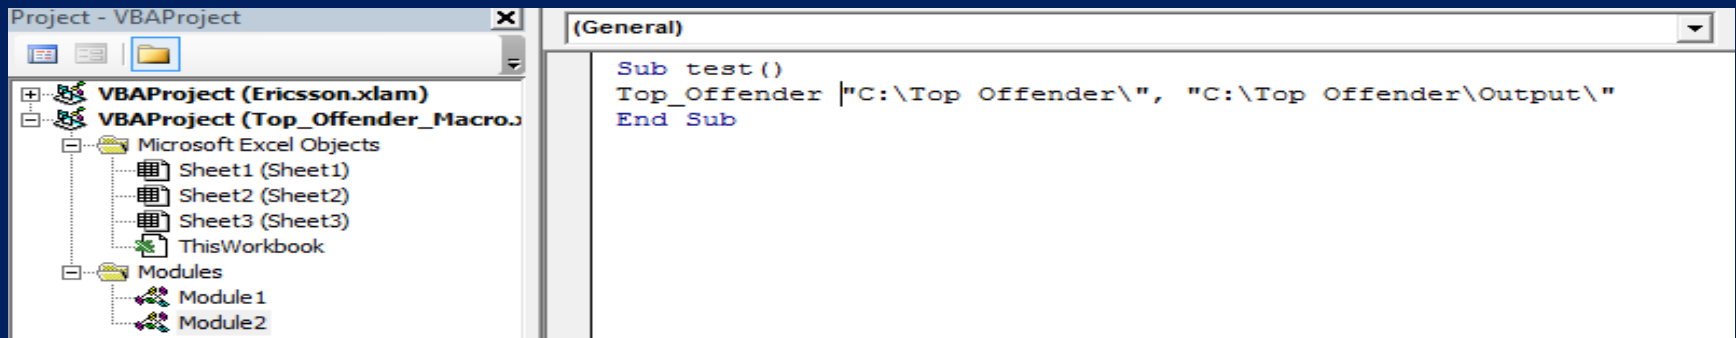 Project - VBAProject
VBAProject (Ericsson.xlam)
VBAProject (Top_Offender_Macro.
Microsoft Excel Objects
Sheet1 (Sheet1)
Sheet2 (Sheet2)
Sheet3 (Sheet3)
ThisWorkbook
Modules
Module1
Module2
(General)
Sub test()
Top_Offender "C:\Top Offender\", "C:\Top Offender\Output\"
End Sub